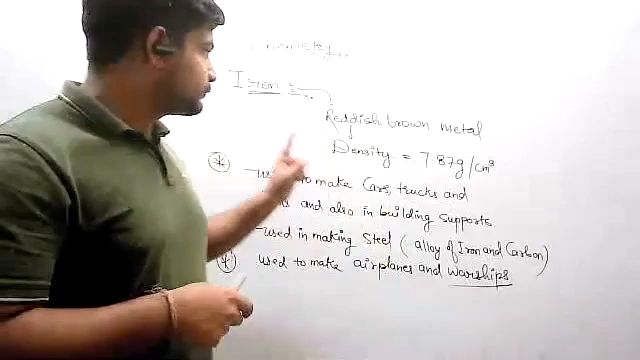 Chemistry
Iron :-
Reddish brown metal
Density = 7.87g/cm³
to make Cars, trucks and
and also in building supports.
used in making Steel (alloy of Iron and Carbon)
used to make airplanes and warships